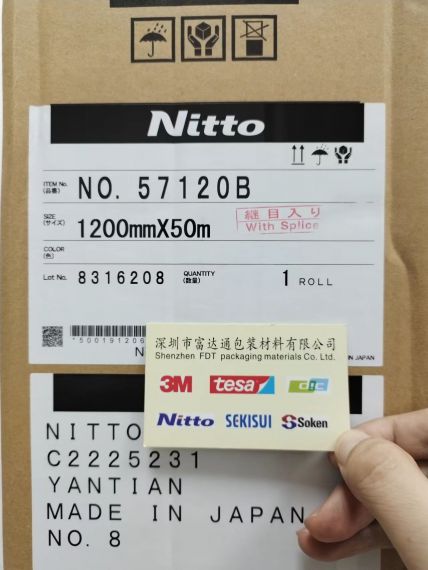 Nitto
ITEM No.
(品番)
NO. 57120B
SIZE
(サイズ)
1200mmX50m
継目入り
With Splice
COLOR
(色)
Lot No.
8316208
QUANTITY
(数量)
1 ROLL
IN JAPAN
深圳市富达通包装材料有限公司
Shenzhen FDT packaging materials Co. Ltd.
3M tesa dic
Nitto SEKISUI Soken
NITTO
C2225231
YANTIAN
MADE IN JAPAN
NO. 8